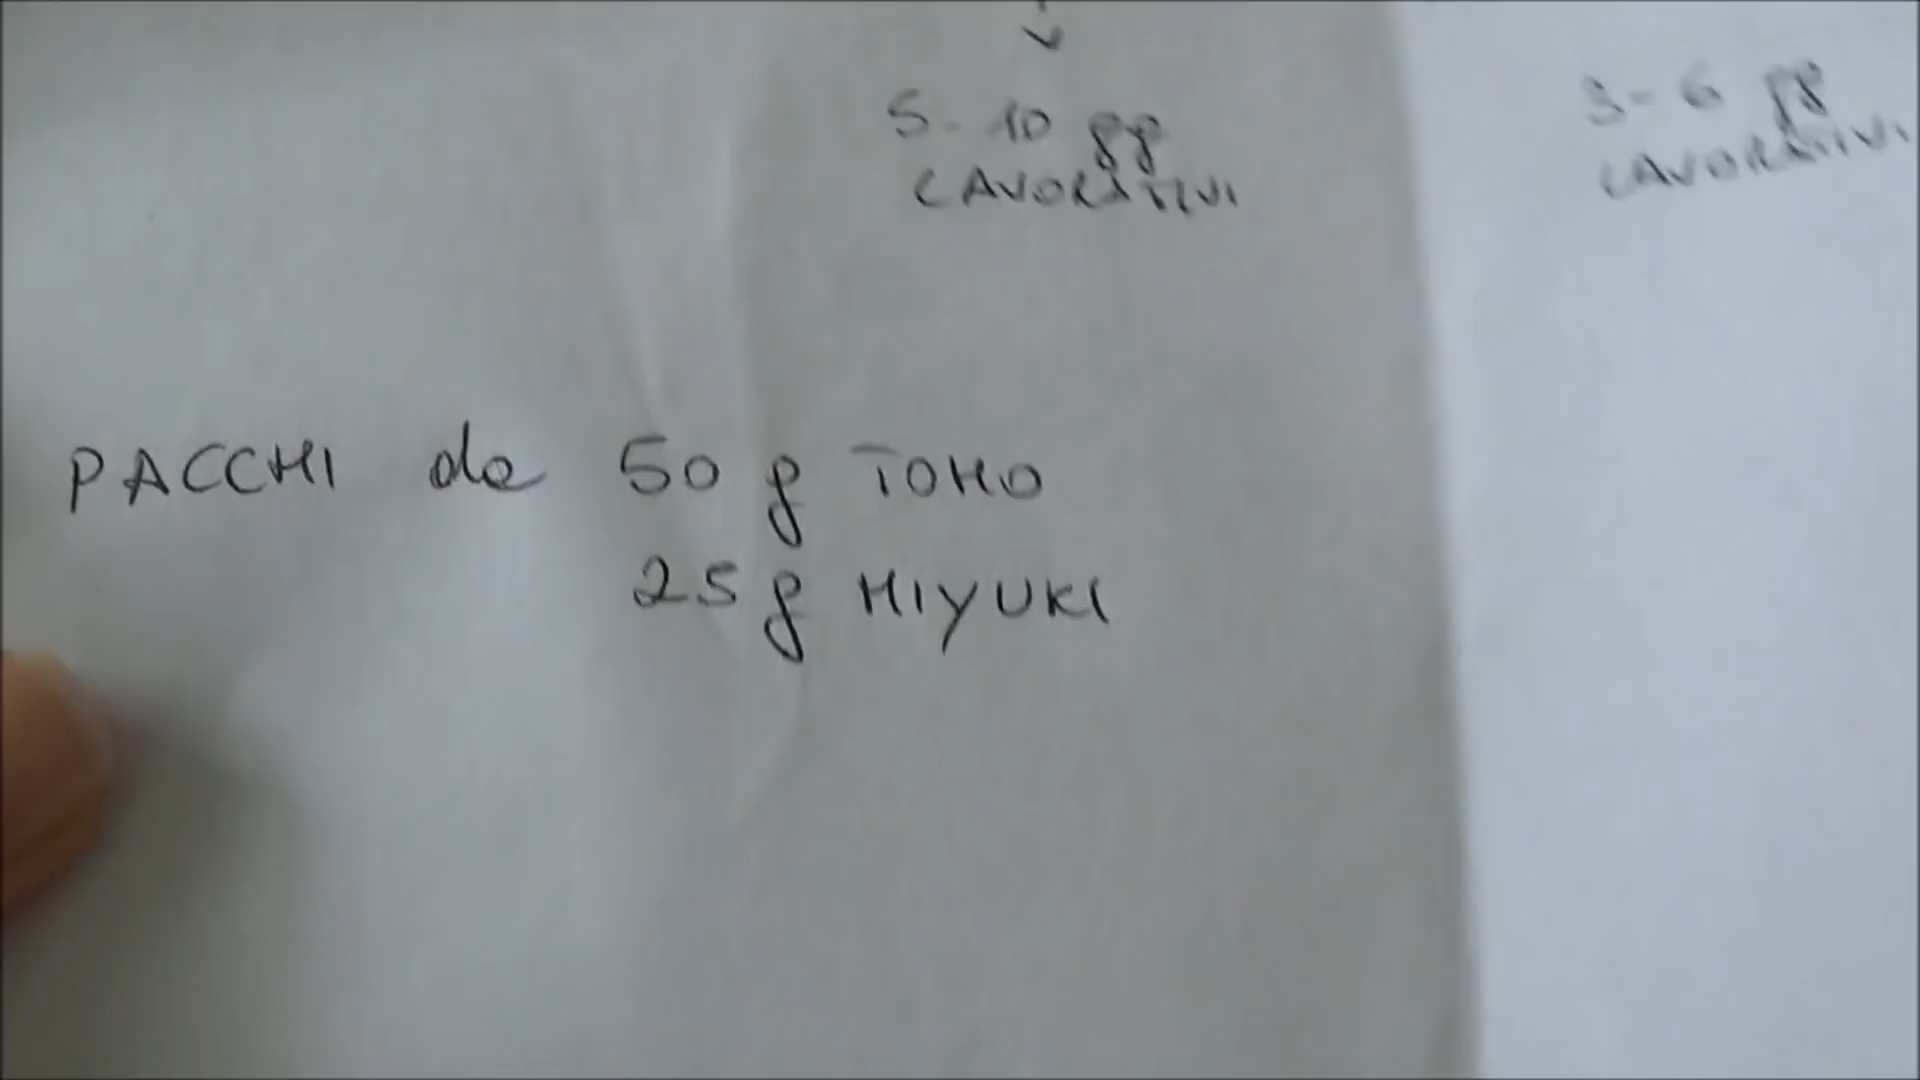 5-10 gg
LAVORATIVI
3-6 gg
LAVORATIVI
PACCHI da 50 g TOHO
25 g MIYUKI